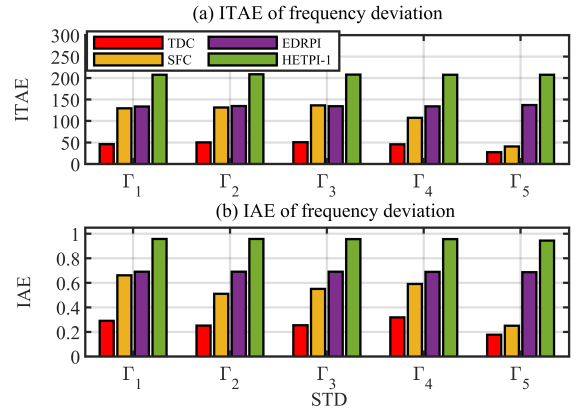 (a) ITAE of frequency deviation
300
250
200
150
100
50
0
ITAE
TDC
EDRPI
SFC
HETPI-1
Γ1 Γ2 Γ3 Γ4 Γ5
(b) IAE of frequency deviation
1
0.8
0.6
0.4
0.2
0
IAE
Γ1 Γ2 Γ3 Γ4 Γ5
STD